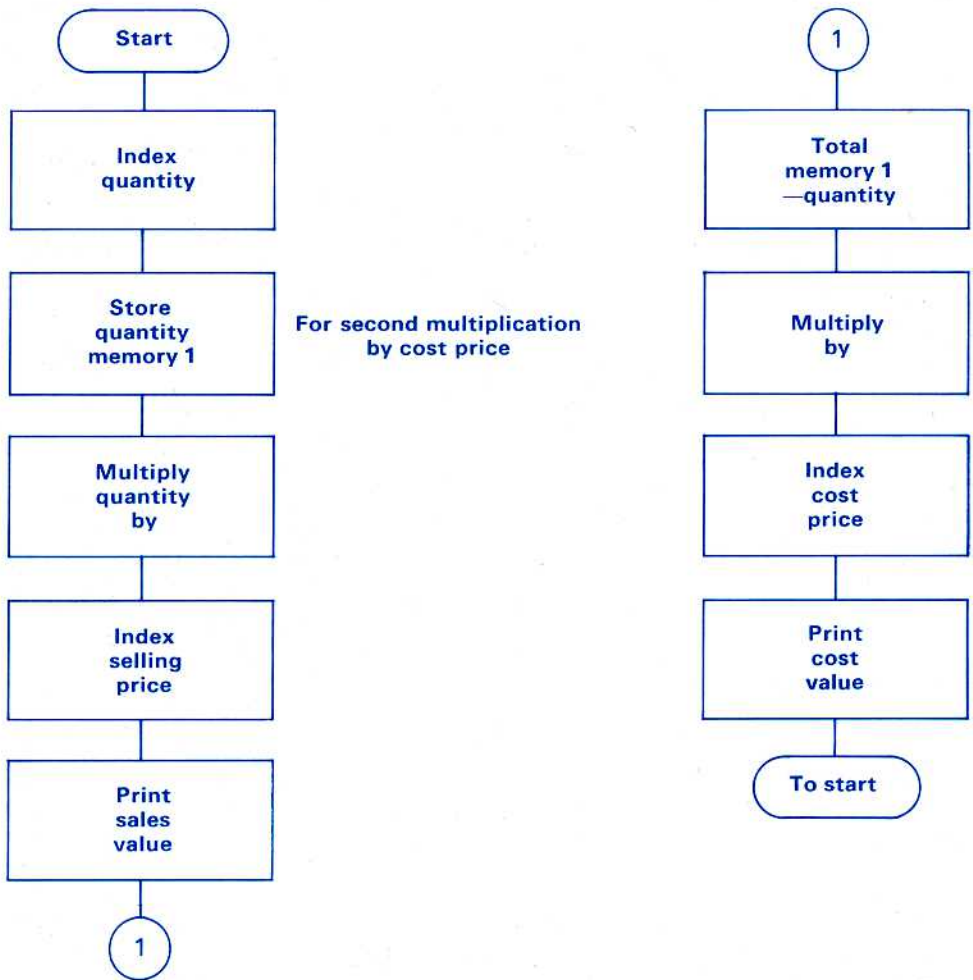 Start
Index
quantity
Store
quantity
memory 1
For second multiplication
by cost price
Multiply
quantity
by
Index
selling
price
Print
sales
value
1
1
Total
memory 1
—quantity
Multiply
by
Index
cost
price
Print
cost
value
To start